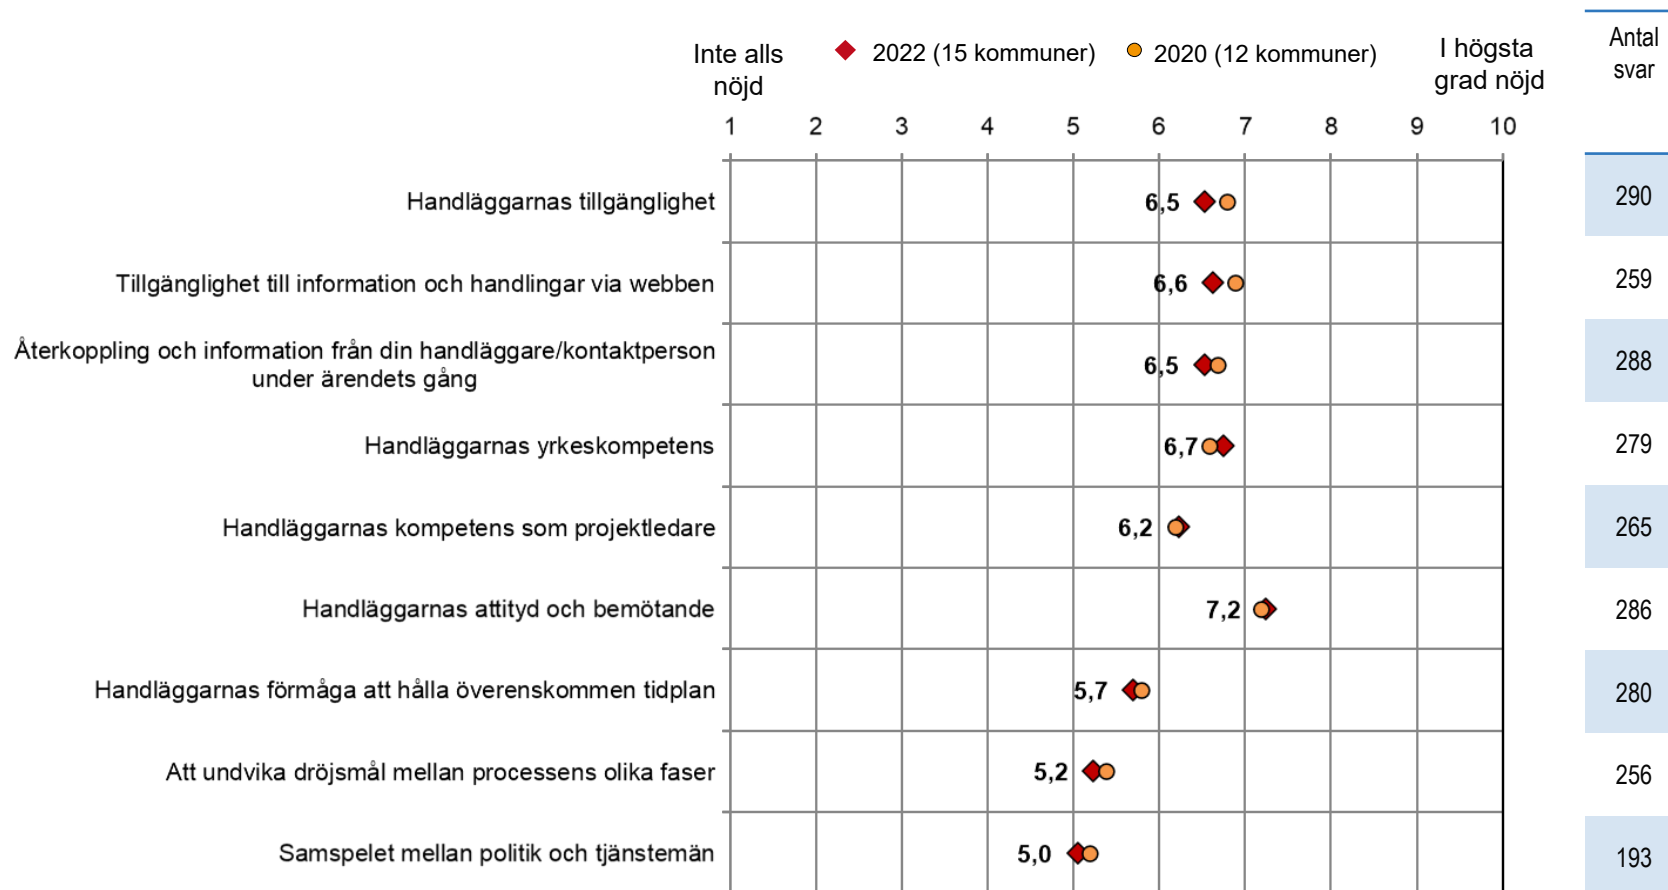 Inte alls
nöjd
2022 (15 kommuner)
2020 (12 kommuner)
I högsta
grad nöjd
Antal
svar
1 2 3 4 5 6 7 8 9 10
Handläggarnas tillgänglighet 6,5 290
Tillgänglighet till information och handlingar via webben 6,6 259
Återkoppling och information från din handläggare/kontaktperson
under ärendets gång 6,5 288
Handläggarnas yrkeskompetens 6,7 279
Handläggarnas kompetens som projektledare 6,2 265
Handläggarnas attityd och bemötande 7,2 286
Handläggarnas förmåga att hålla överenskommen tidplan 5,7 280
Att undvika dröjsmål mellan processens olika faser 5,2 256
Samspelet mellan politik och tjänstemän 5,0 193